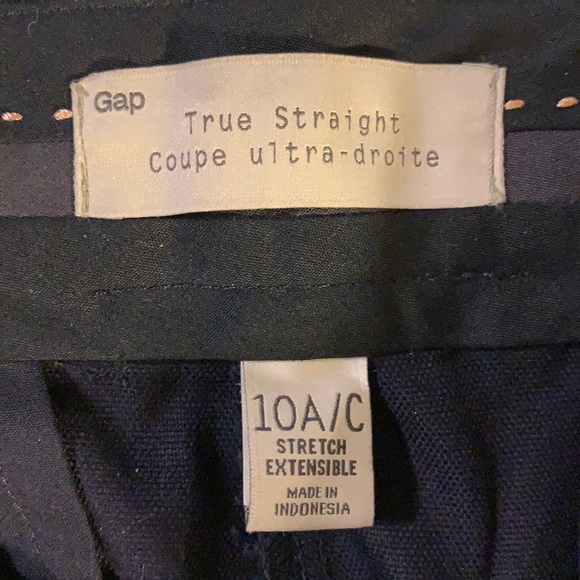 Gap
True Straight
Coupe ultra-droite
10A/C
STRETCH
EXTENSIBLE
MADE IN
INDONESIA